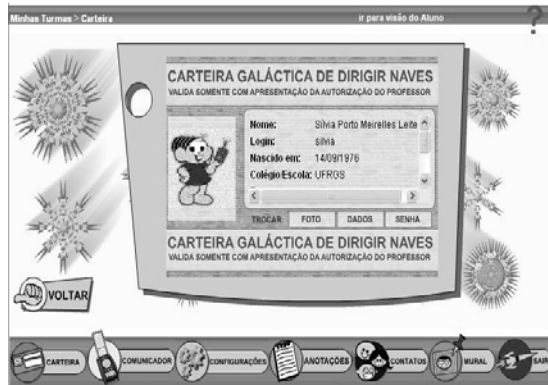 Minhas Turmas > Carteira
ir para visão do Aluno
?
CARTEIRA GALÁCTICA DE DIRIGIR NAVES
VALIDA SOMENTE COM APRESENTAÇÃO DA AUTORIZAÇÃO DO PROFESSOR
Nome: Silvia Porto Meirelles Leite
Login: silvia
Nascido em: 14/09/1976
Colégio/Escola: UFRGS
TROCAR: FOTO DADOS SENHA
CARTEIRA GALÁCTICA DE DIRIGIR NAVES
VALIDA SOMENTE COM APRESENTAÇÃO DA AUTORIZAÇÃO DO PROFESSOR
VOLTAR
CARTEIRA COMUNICADOR CONFIGURAÇÕES ANOTAÇÕES CONTATOS MURAL SAIR